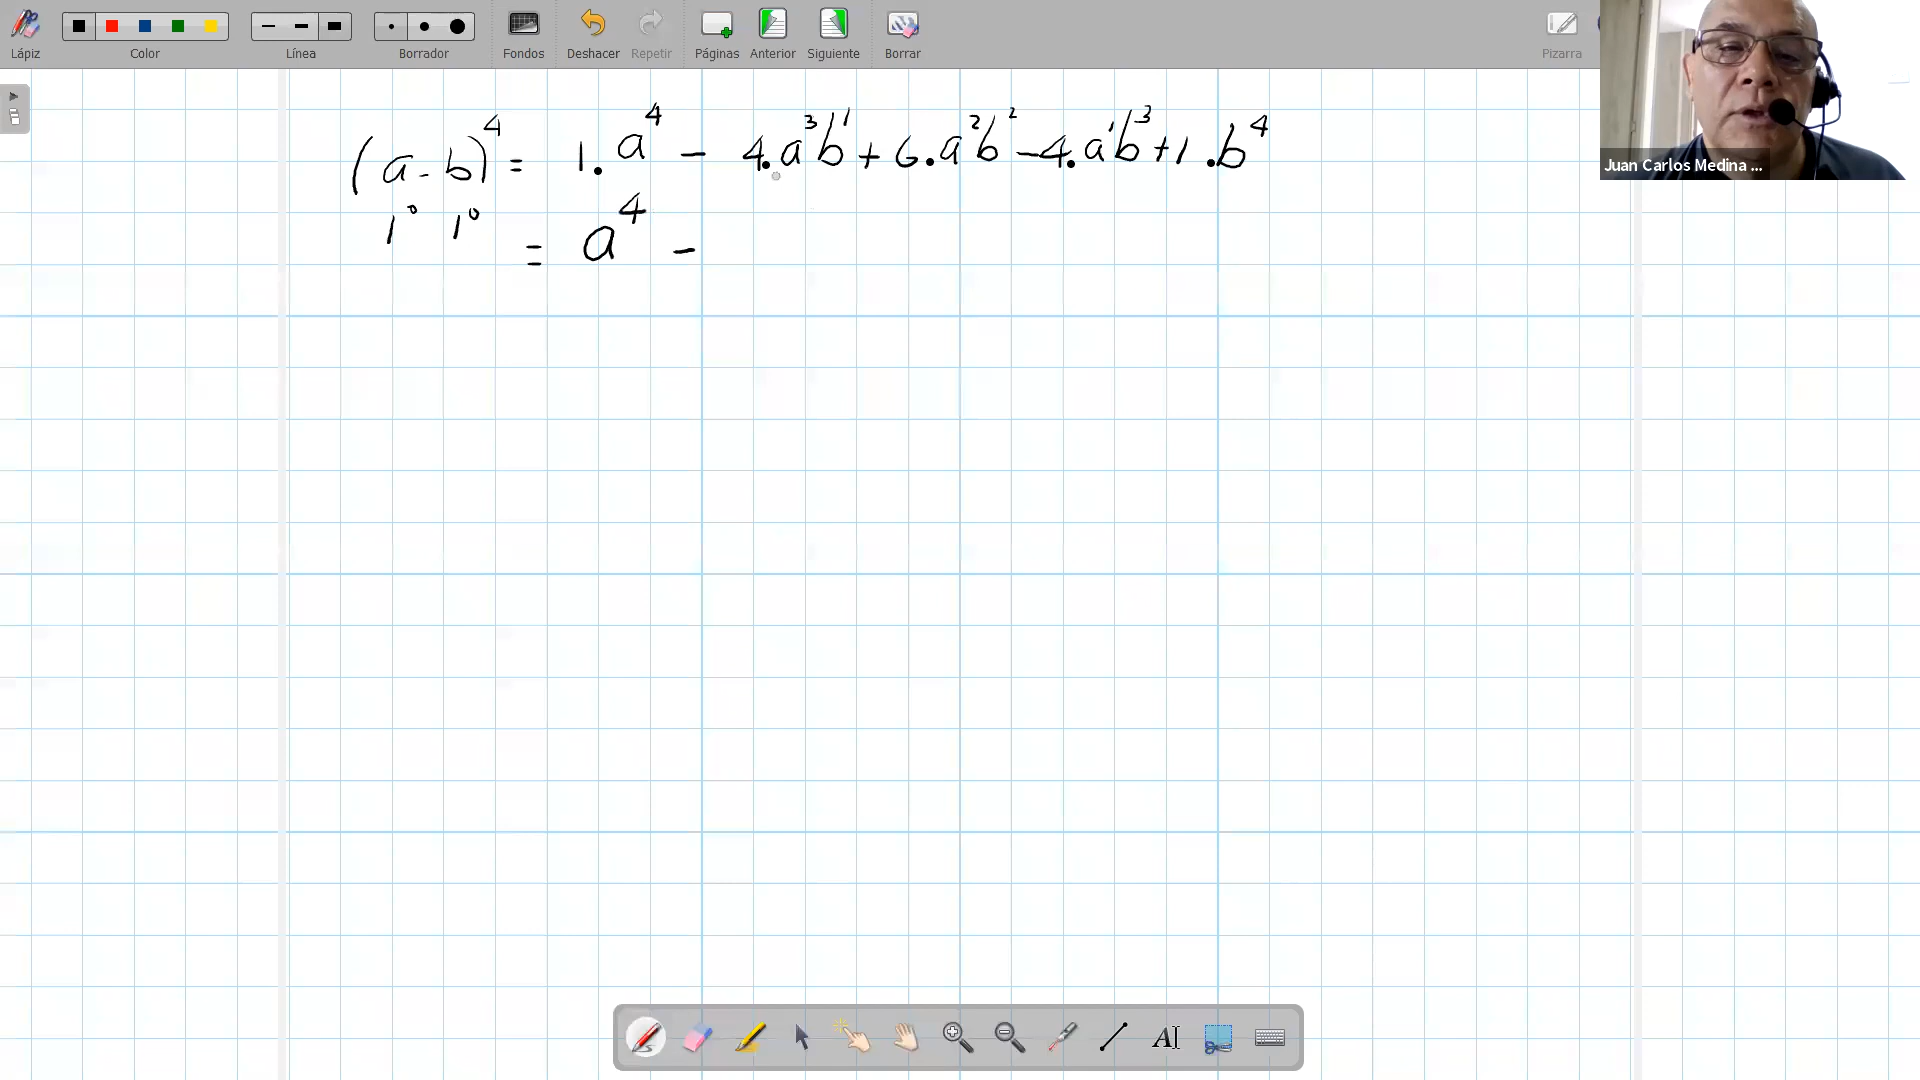 Lápiz Color Línea Borrador Fondos Deshacer Repetir Páginas Anterior Siguiente Borrar Pizarra
(a - b)⁴ = 1.a⁴ - 4.a³b¹ + 6.a²b² - 4.a¹b³ + 1.b⁴
Juan Carlos Medina ...
1° 1°
= a⁴ -
AI